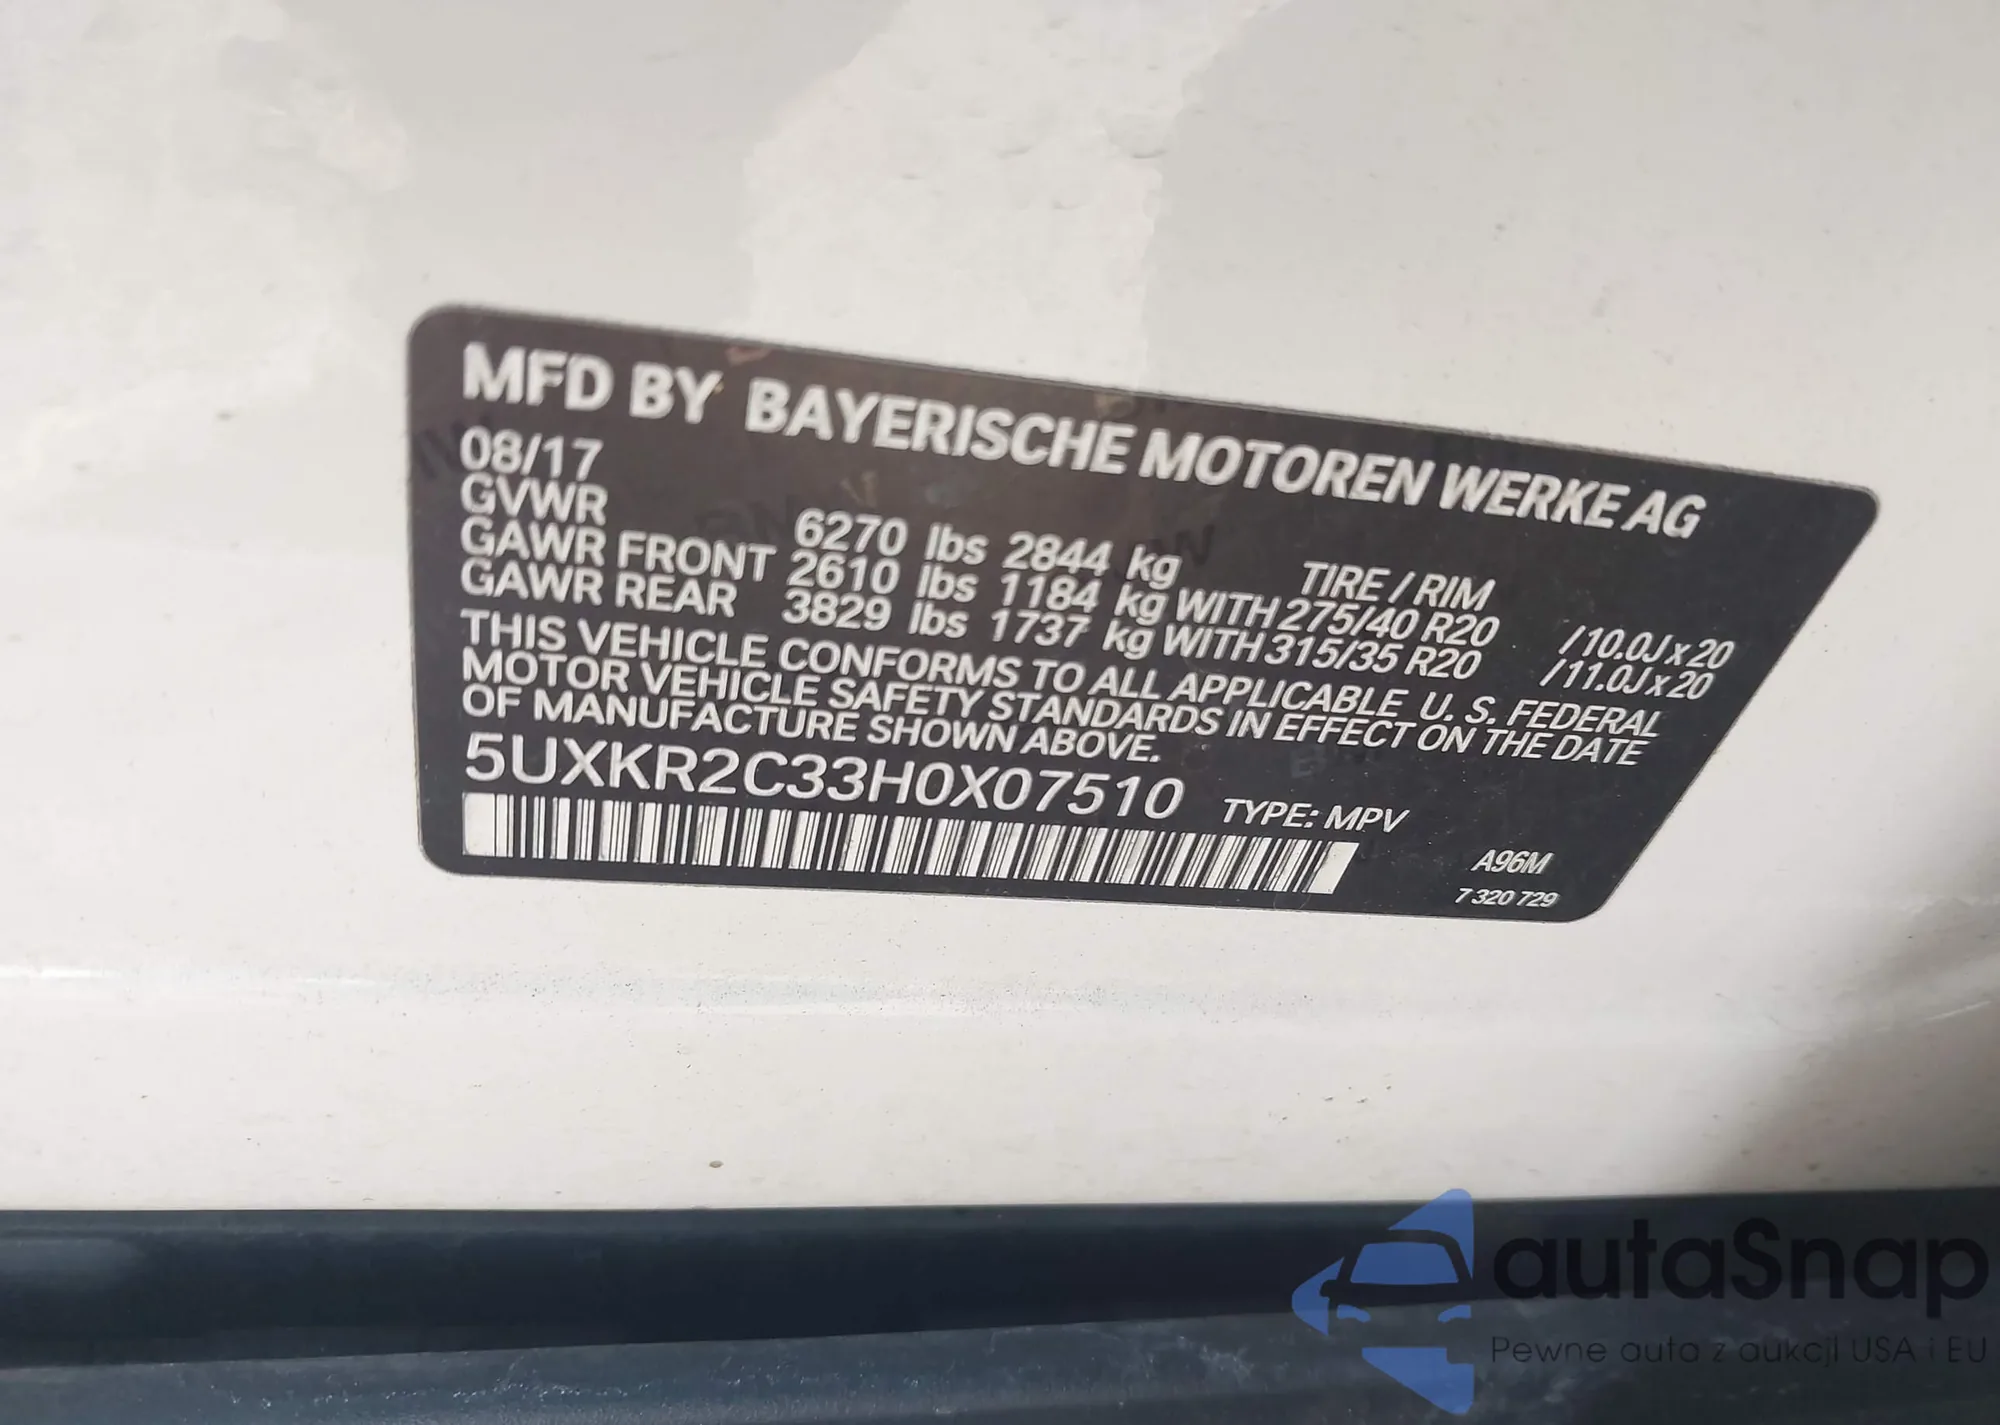 MFD BY BAYERISCHE MOTOREN WERKE AG
08/17
GVWR 6270 lbs 2844 kg TIRE / RIM
GAWR FRONT 2610 lbs 1184 kg WITH 275/40 R20 /10.0J x 20
GAWR REAR 3829 lbs 1737 kg WITH 315/35 R20 /11.0J x 20
THIS VEHICLE CONFORMS TO ALL APPLICABLE U. S. FEDERAL
MOTOR VEHICLE SAFETY STANDARDS IN EFFECT ON THE DATE
OF MANUFACTURE SHOWN ABOVE.
5UXKR2C33H0X07510 TYPE: MPV
A96M
7 320 729
autaSnap
Pewne auto z aukcji USA i EU